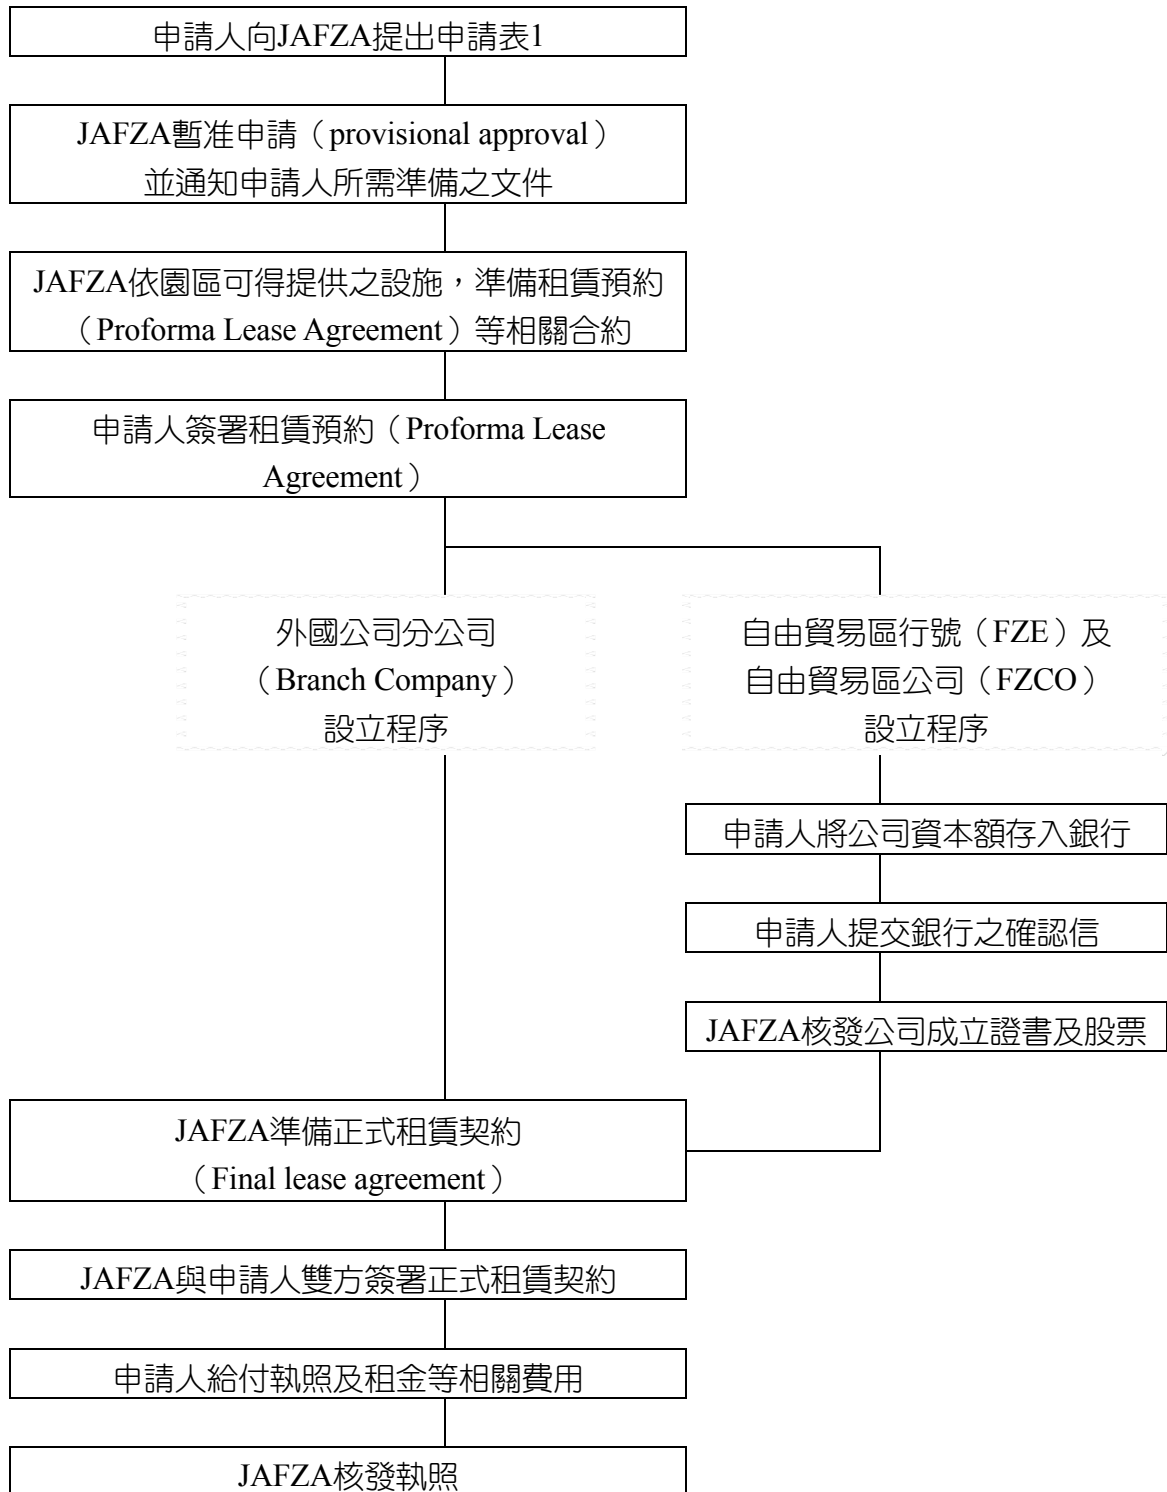 申請人向JAFZA提出申請表1
JAFZA暫准申請（provisional approval）
並通知申請人所需準備之文件
JAFZA依園區可得提供之設施，準備租賃預約
（Proforma Lease Agreement）等相關合約
申請人簽署租賃預約（Proforma Lease
Agreement）
外國公司分公司
（Branch Company）
設立程序
自由貿易區行號（FZE）及
自由貿易區公司（FZCO）
設立程序
申請人將公司資本額存入銀行
申請人提交銀行之確認信
JAFZA核發公司成立證書及股票
JAFZA準備正式租賃契約
（Final lease agreement）
JAFZA與申請人雙方簽署正式租賃契約
申請人給付執照及租金等相關費用
JAFZA核發執照